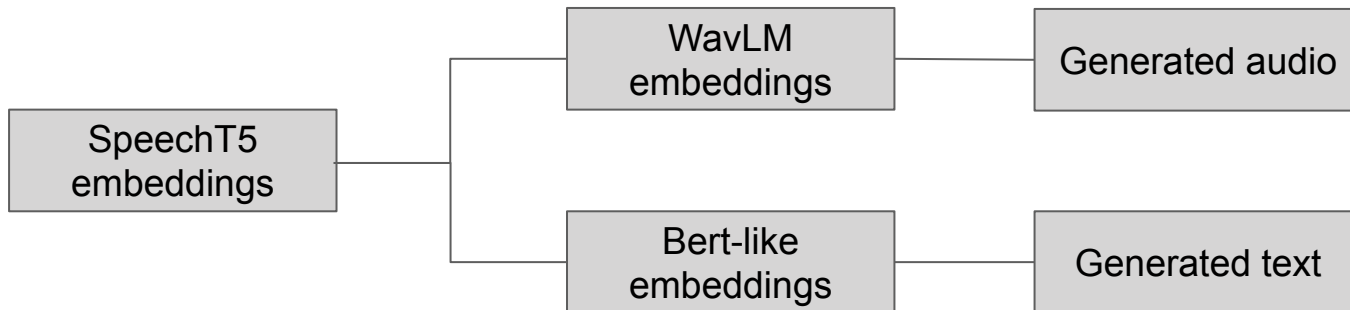 SpeechT5
embeddings
WavLM
embeddings
Generated audio
Bert-like
embeddings
Generated text